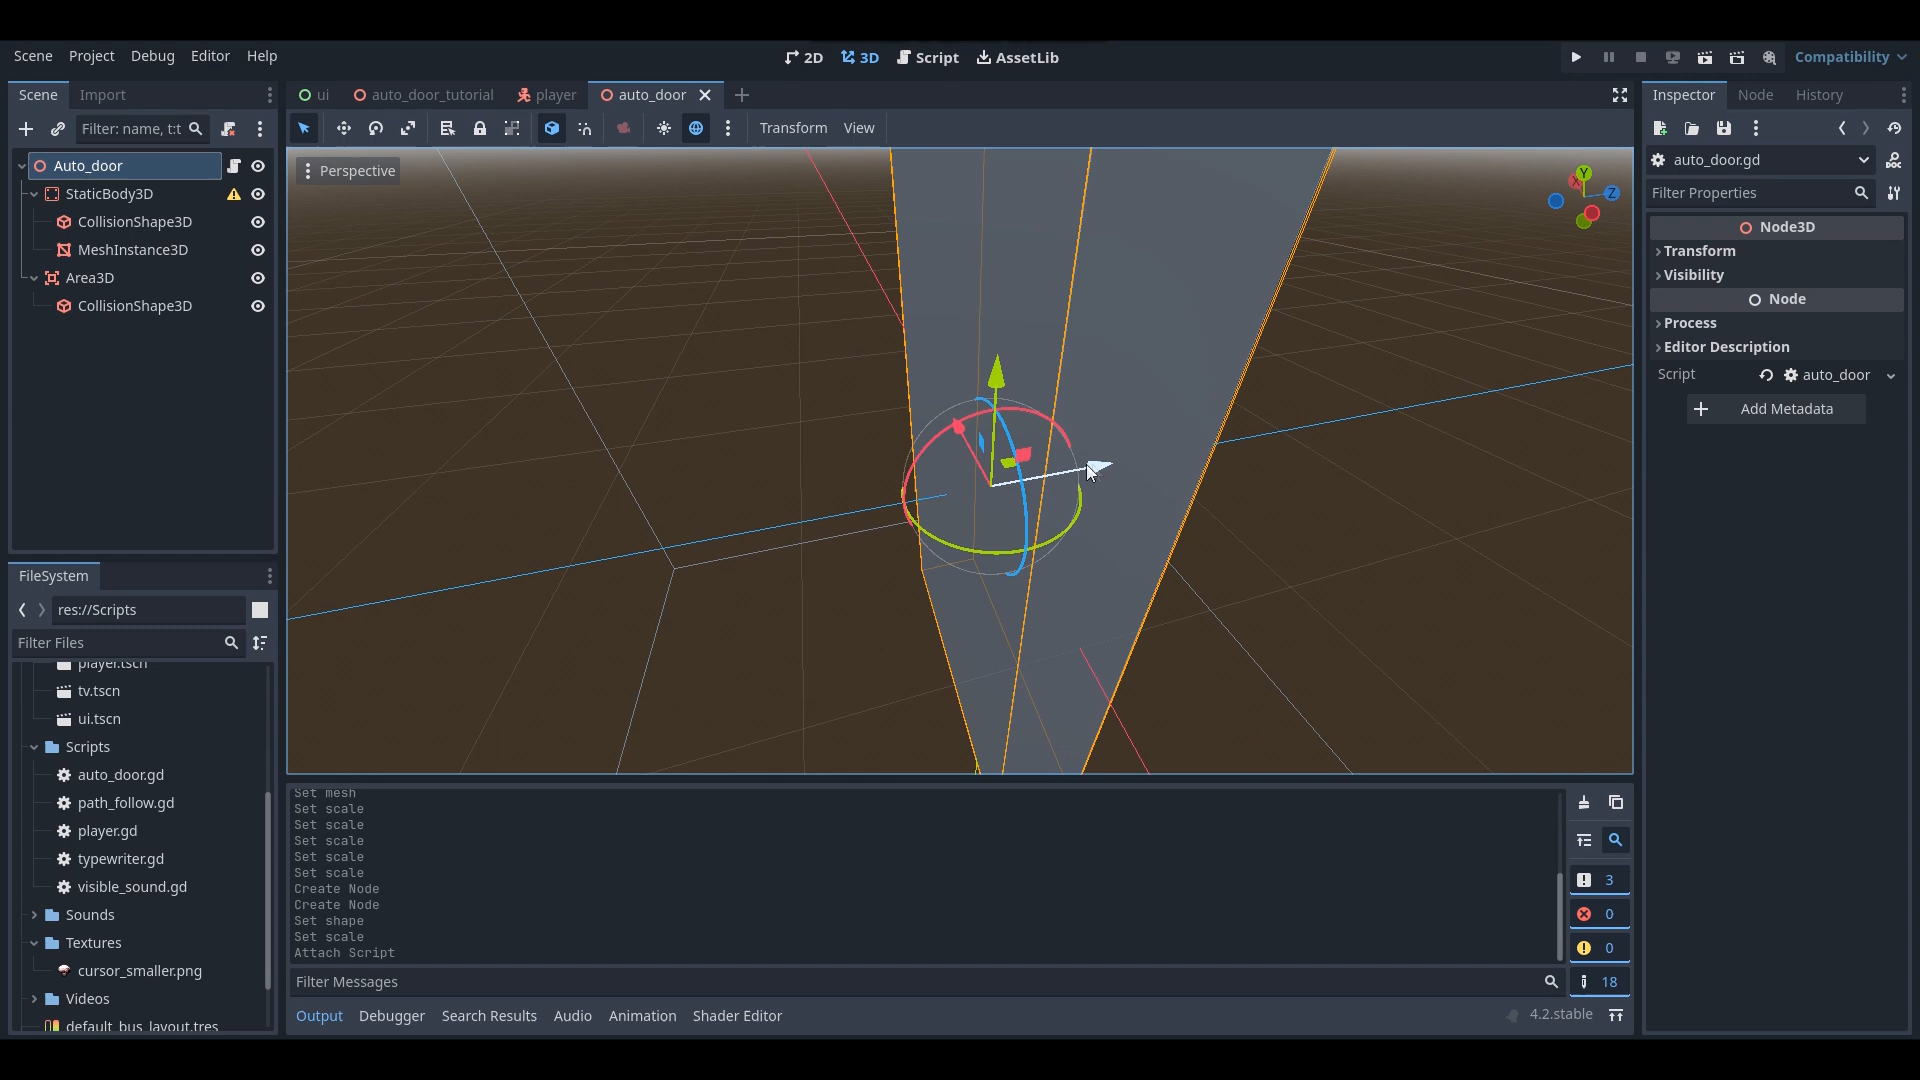 Scene Project Debug Editor Help
2D 3D Script AssetLib
Compatibility
Scene Import
Filter: name, t:t
Auto_door
StaticBody3D
CollisionShape3D
MeshInstance3D
Area3D
CollisionShape3D
FileSystem
res://Scripts
Filter Files
player.tscn
tv.tscn
ui.tscn
Scripts
auto_door.gd
path_follow.gd
player.gd
typewriter.gd
visible_sound.gd
Sounds
Textures
cursor_smaller.png
Videos
default_bus_layout.tres
ui auto_door_tutorial player auto_door
Transform View
Perspective
X Y Z
Set mesh
Set scale
Set scale
Set scale
Set scale
Set scale
Create Node
Create Node
Set shape
Set scale
Attach Script
Filter Messages
3
0
0
18
Output Debugger Search Results Audio Animation Shader Editor
4.2.stable
Inspector Node History
auto_door.gd
Filter Properties
Node3D
Transform
Visibility
Node
Process
Editor Description
Script auto_door
Add Metadata